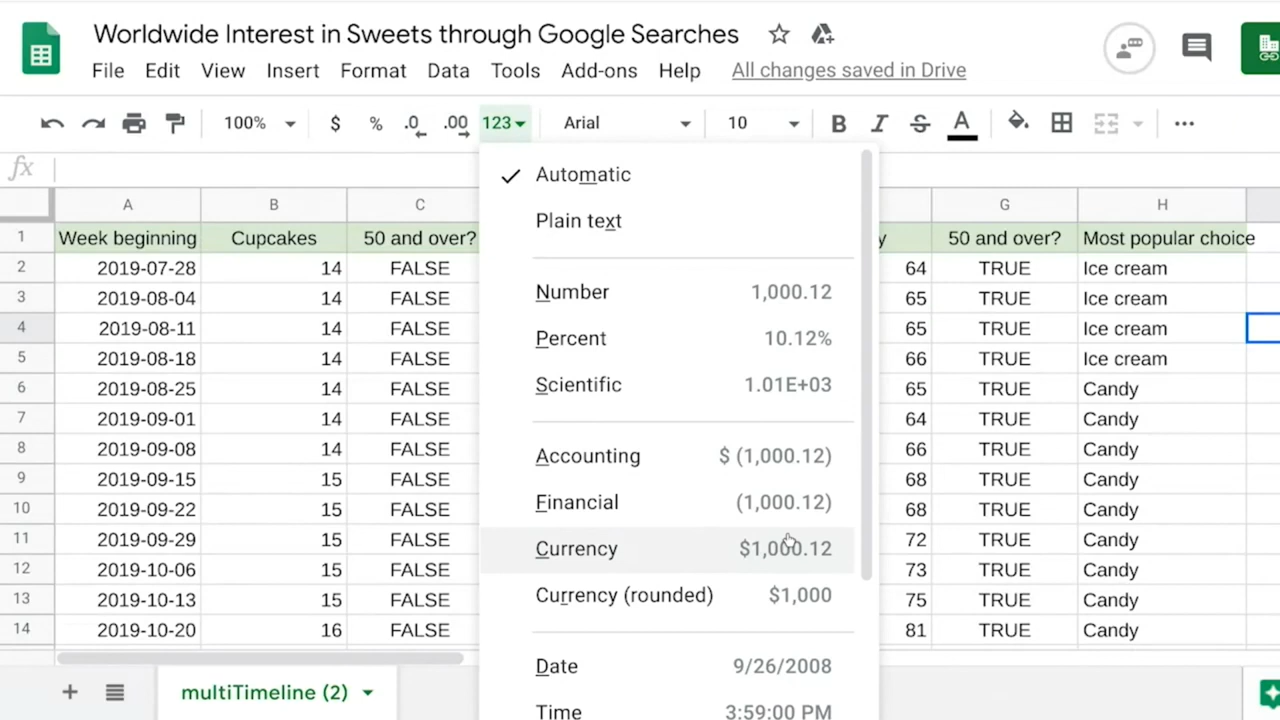 Worldwide Interest in Sweets through Google Searches
File Edit View Insert Format Data Tools Add-ons Help All changes saved in Drive
100% $ % .0 .00 123 Arial 10 B I S A
fx
A B C G H
1 Week beginning Cupcakes 50 and over? y 50 and over? Most popular choice
2 2019-07-28 14 FALSE 64 TRUE Ice cream
3 2019-08-04 14 FALSE 65 TRUE Ice cream
4 2019-08-11 14 FALSE 65 TRUE Ice cream
5 2019-08-18 14 FALSE 66 TRUE Ice cream
6 2019-08-25 14 FALSE 65 TRUE Candy
7 2019-09-01 14 FALSE 64 TRUE Candy
8 2019-09-08 14 FALSE 66 TRUE Candy
9 2019-09-15 15 FALSE 68 TRUE Candy
10 2019-09-22 15 FALSE 68 TRUE Candy
11 2019-09-29 15 FALSE 72 TRUE Candy
12 2019-10-06 15 FALSE 73 TRUE Candy
13 2019-10-13 15 FALSE 75 TRUE Candy
14 2019-10-20 16 FALSE 81 TRUE Candy
Automatic
Plain text
Number 1,000.12
Percent 10.12%
Scientific 1.01E+03
Accounting $ (1,000.12)
Financial (1,000.12)
Currency $1,000.12
Currency (rounded) $1,000
Date 9/26/2008
Time 3:59:00 PM
multiTimeline (2)